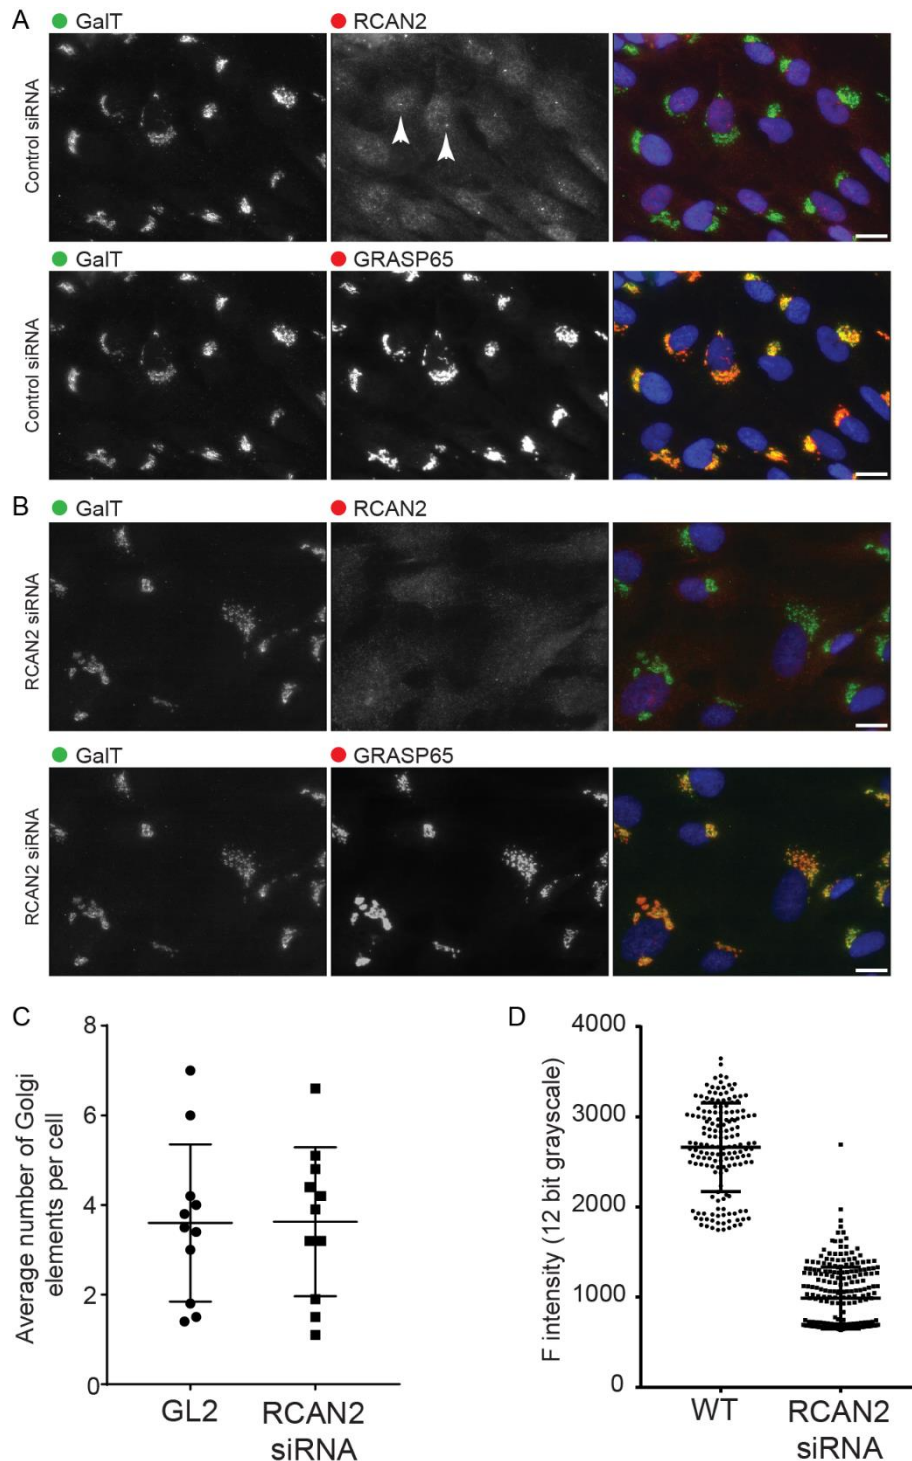 A
GalT
RCAN2
Control siRNA
GalT
GRASP65
Control siRNA
B
GalT
RCAN2
RCAN2 siRNA
GalT
GRASP65
RCAN2 siRNA
C
Average number of Golgi
elements per cell
8
6
4
2
0
GL2
RCAN2
siRNA
D
F intensity (12 bit grayscale)
4000
3000
2000
1000
0
WT
RCAN2
siRNA